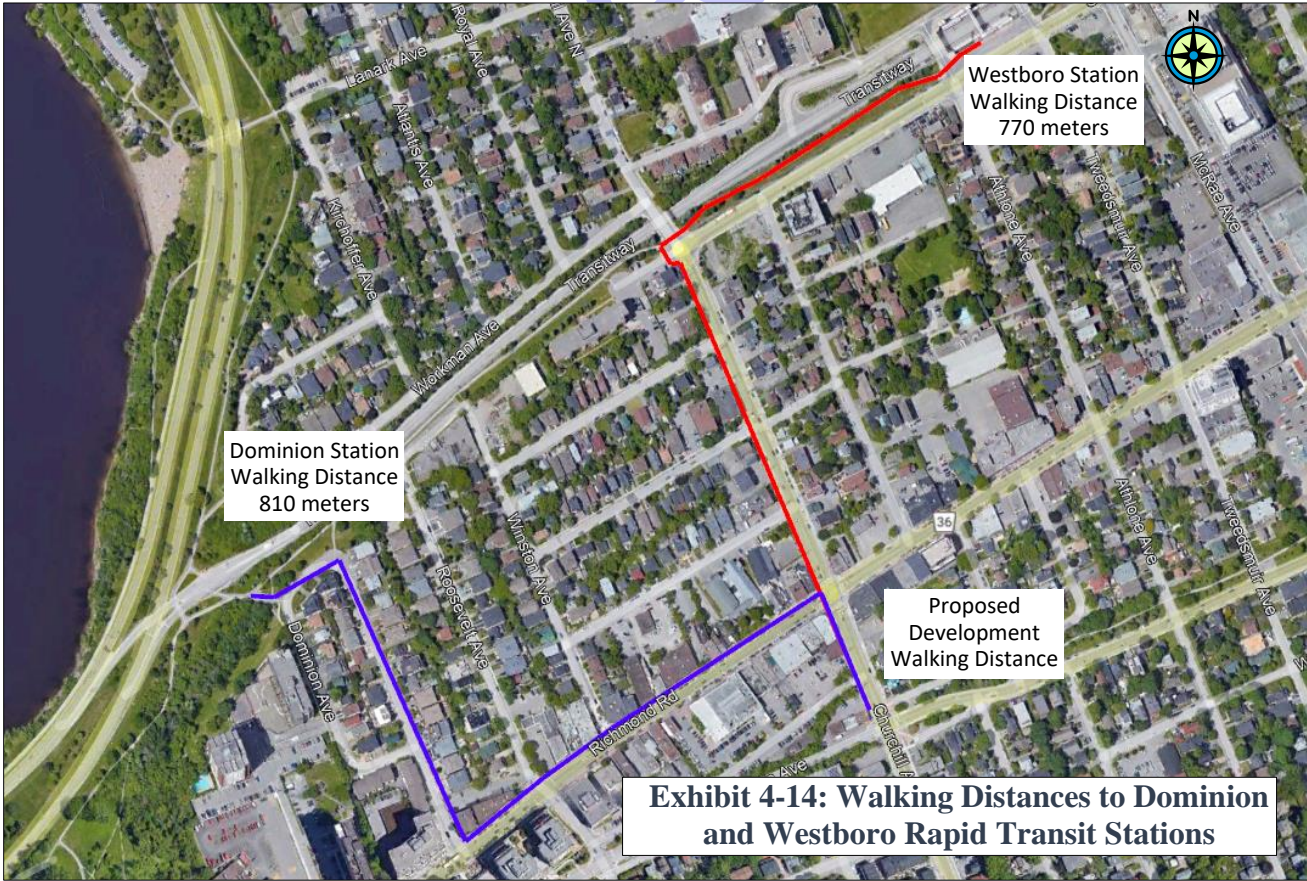 N
Royal Ave
Lanark Ave
Atlantis Ave
Kirchoffer Ave
Transitway
Westboro Station
Walking Distance
770 meters
Athlone Ave
Tweedsmuir Ave
McRae Ave
Transitway
Workman Ave
Dominion Station
Walking Distance
810 meters
Winston Ave
Roosevelt Ave
Dominion Ave
36
Athlone Ave
Tweedsmuir Ave
Proposed
Development
Walking Distance
Richmond Rd
Churchill A
Ave
Exhibit 4-14: Walking Distances to Dominion
and Westboro Rapid Transit Stations